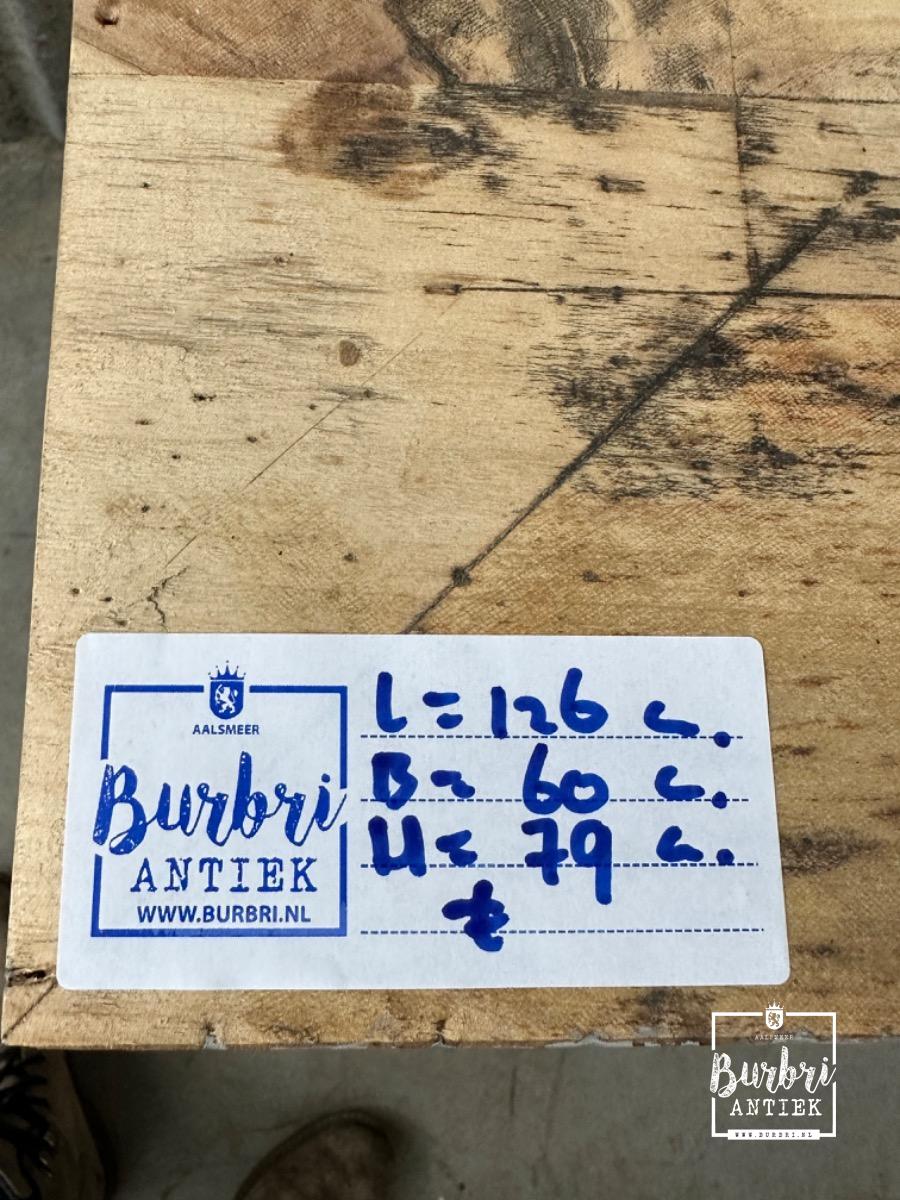 AALSMEER
Burbri
ANTIEK
WWW.BURBRI.NL
L= 126 c.
B= 60 c.
H= 79 c.
t
AALSMEER
Burbri
ANTIEK
WWW.BURBRI.NL